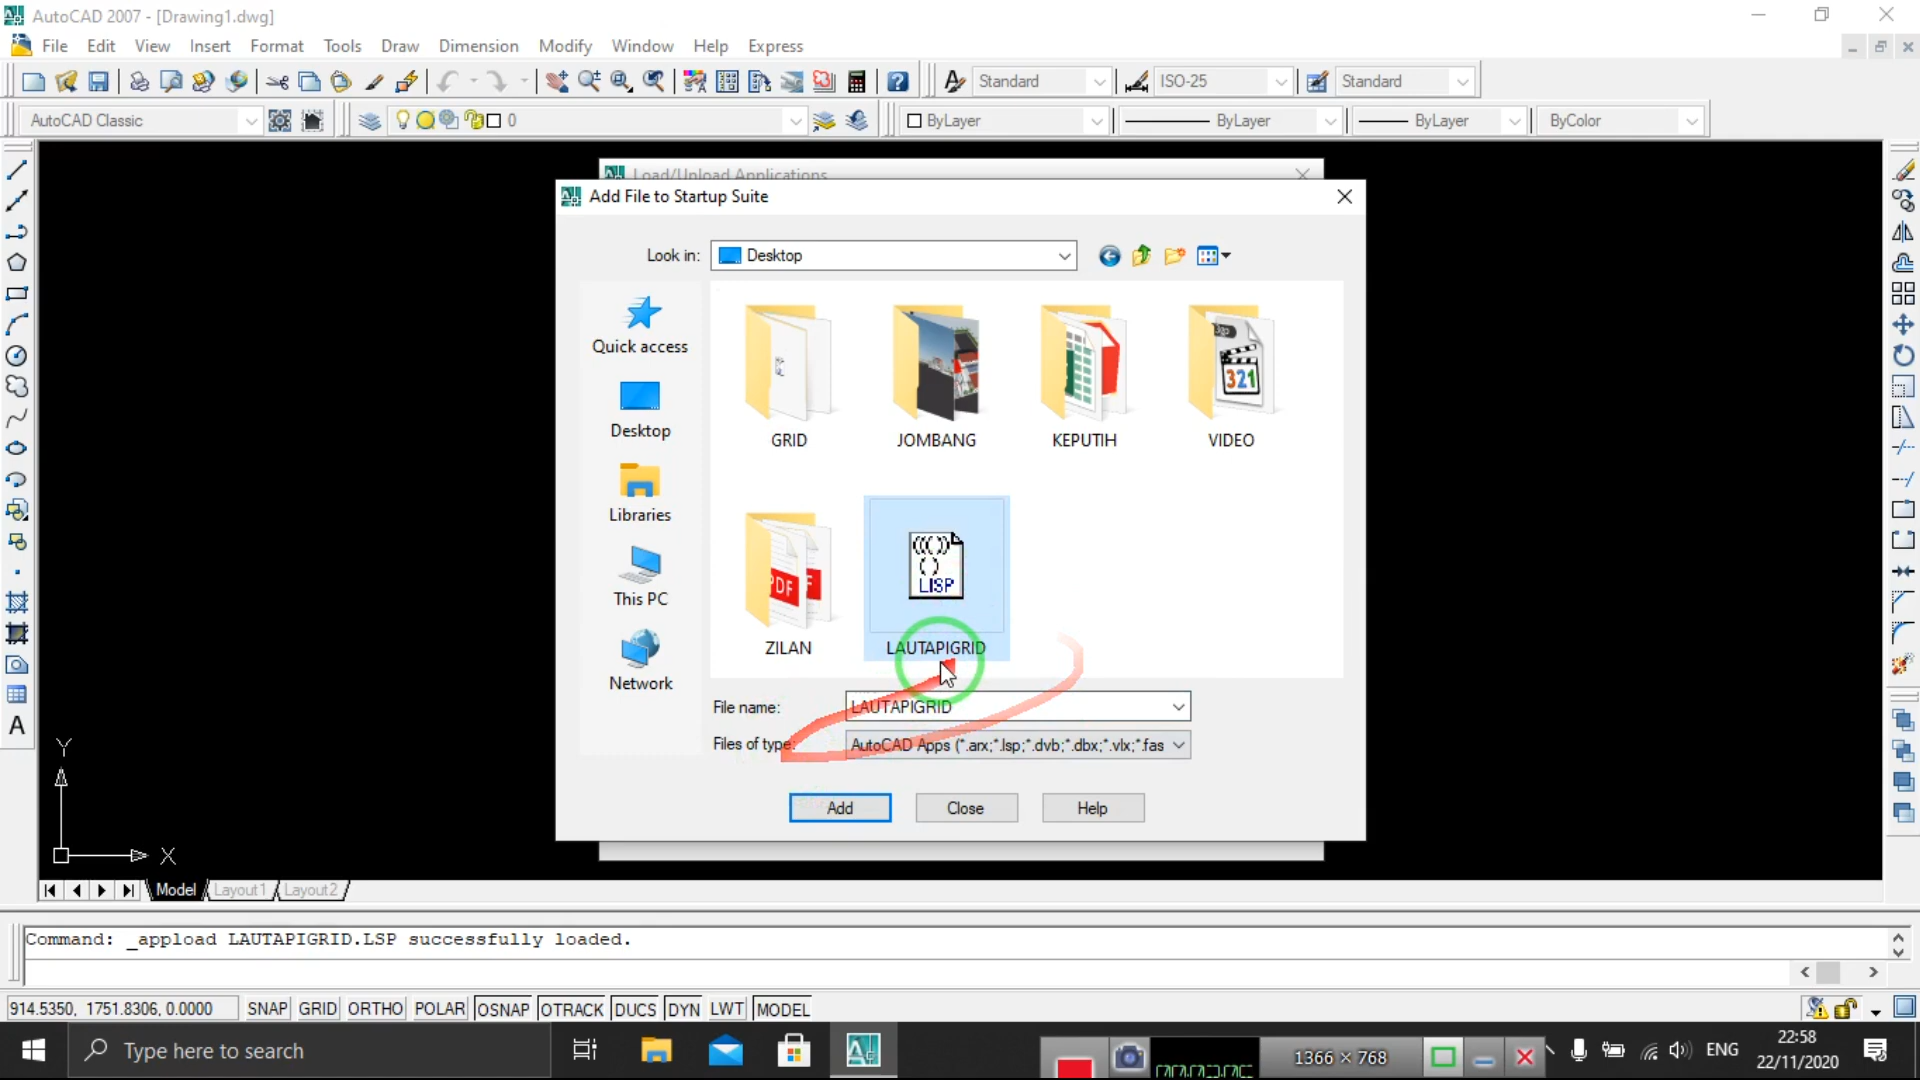 AutoCAD 2007 - [Drawing1.dwg]
File Edit View Insert Format Tools Draw Dimension Modify Window Help Express
Standard ISO-25 Standard
AutoCAD Classic 0 ByLayer ByLayer ByLayer ByColor
Load/Unload Applications
Add File to Startup Suite
Look in: Desktop
Quick access
Desktop
Libraries
This PC
Network
GRID JOMBANG KEPUTIH VIDEO
321
PDF
LISP
ZILAN LAUTAPIGRID
File name: LAUTAPIGRID
Files of type: AutoCAD Apps (*.arx;*.lsp;*.dvb;*.dbx;*.vlx;*.fas
Add Close Help
Y
X
A
Model Layout1 Layout2
Command: _appload LAUTAPIGRID.LSP successfully loaded.
914.5350, 1751.8306, 0.0000 SNAP GRID ORTHO POLAR OSNAP OTRACK DUCS DYN LWT MODEL
Type here to search
1366 × 768
ENG
22:58
22/11/2020